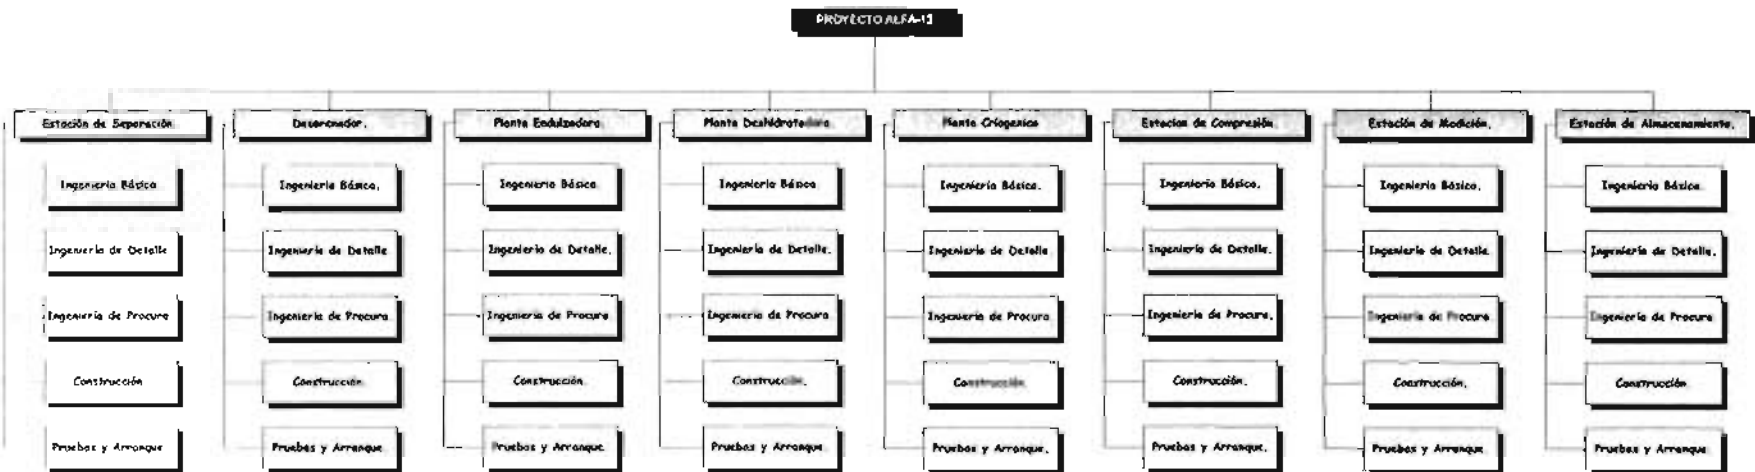 PROYECTO ALFA-12
Estación de Separación.
Desarenador.
Planta Endulzadora.
Planta Deshidratadora.
Planta Criogenica
Estacion de Compresión.
Estación de Medición.
Estación de Almacenamiento.
Ingeniería Básica
Ingeniería Básica.
Ingeniería Básica
Ingeniería Básica
Ingeniería Básica.
Ingeniería Básica.
Ingeniería Básica.
Ingeniería Básica.
Ingeniería de Detalle
Ingeniería de Detalle
Ingeniería de Detalle.
Ingeniería de Detalle.
Ingeniería de Detalle
Ingeniería de Detalle.
Ingeniería de Detalle.
Ingeniería de Detalle.
Ingeniería de Procura
Ingeniería de Procura
Ingeniería de Procura
Ingeniería de Procura
Ingeniería de Procura
Ingeniería de Procura.
Ingeniería de Procura
Ingeniería de Procura
Construcción
Construcción.
Construcción
Construcción.
Construcción
Construcción.
Construcción.
Construcción
Pruebas y Arranque
Pruebas y Arranque
Pruebas y Arranque
Pruebas y Arranque
Pruebas y Arranque.
Pruebas y Arranque.
Pruebas y Arranque
Pruebas y Arranque